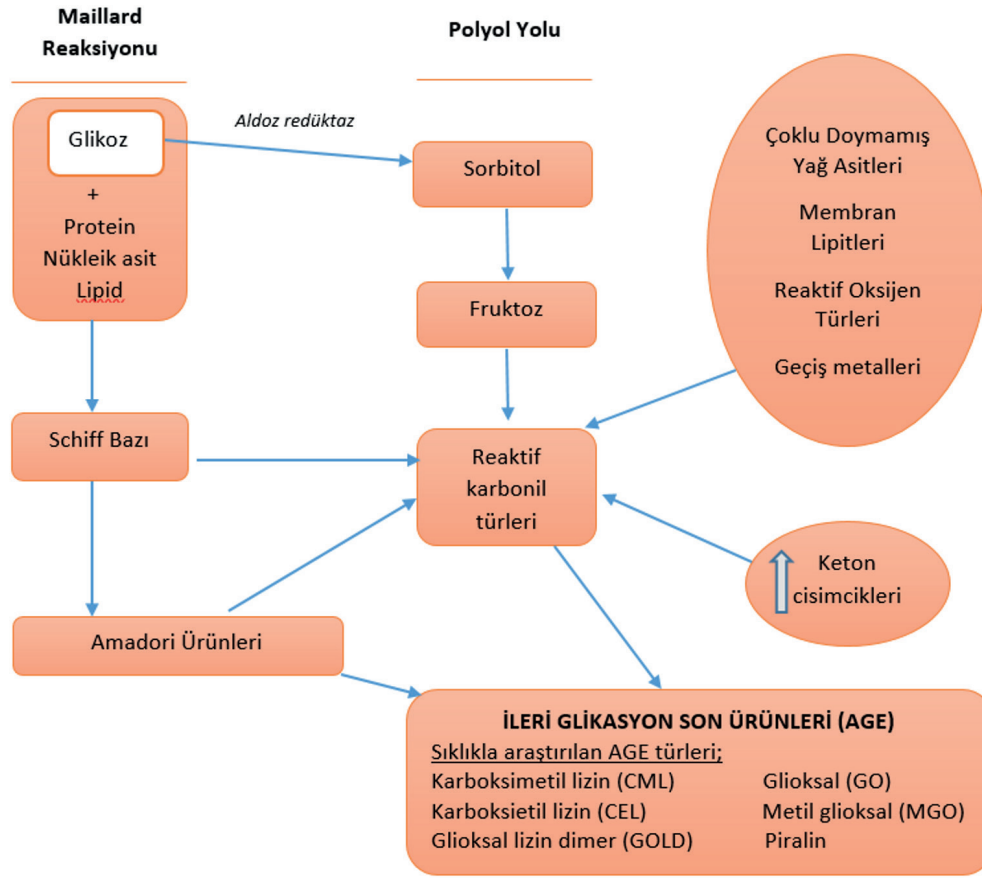 Maillard
Reaksiyonu
Polyol Yolu
Glikoz
+
Protein
Nükleik asit
Lipid
Aldoz redüktaz
Sorbitol
Fruktoz
Çoklu Doymamış
Yağ Asitleri
Membran
Lipitleri
Reaktif Oksijen
Türleri
Geçiş metalleri
Schiff Bazı
Reaktif
karbonil
türleri
Keton
cisimcikleri
Amadori Ürünleri
İLERİ GLİKASYON SON ÜRÜNLERİ (AGE)
Sıklıkla araştırılan AGE türleri;
Karboksimetil lizin (CML)
Karboksietil lizin (CEL)
Glioksal lizin dimer (GOLD)
Glioksal (GO)
Metil glioksal (MGO)
Piralin